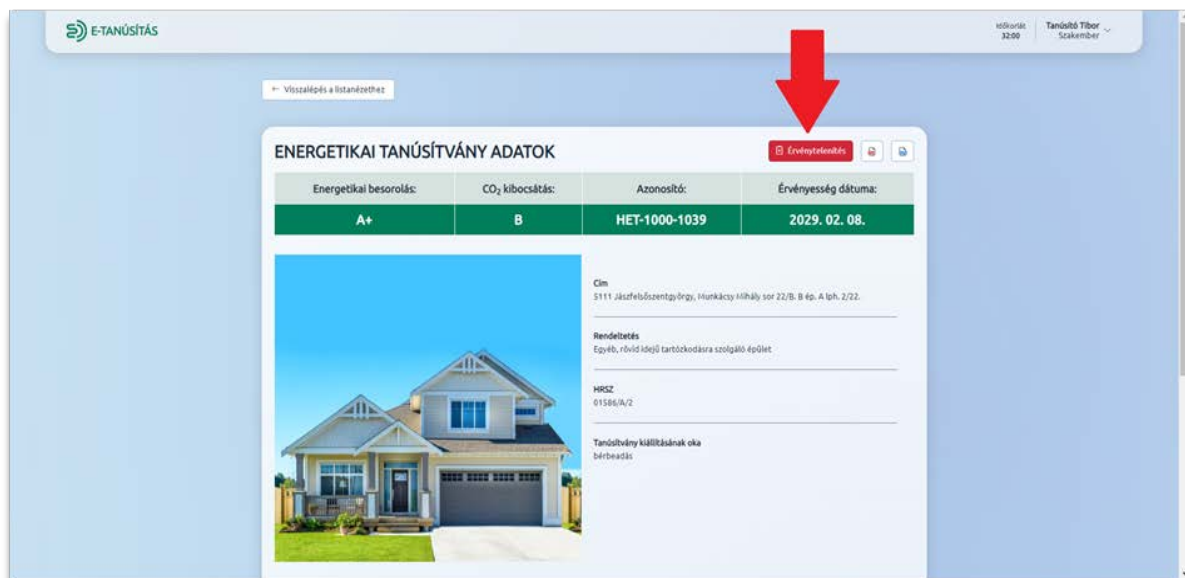 E-TANÚSÍTÁS
Időkorlát
32:00
Tanúsító Tibor
Szakember
← Visszalépés a listanézethez
ENERGETIKAI TANÚSÍTVÁNY ADATOK
Érvénytelenítés
Energetikai besorolás:
CO₂ kibocsátás:
Azonosító:
Érvényesség dátuma:
A+
B
HET-1000-1039
2029. 02. 08.
Cím
5111 Jászfelsőszentgyörgy, Munkácsy Mihály sor 22/B. B ép. A lph. 2/22.
Rendeltetés
Egyéb, rövid idejű tartózkodásra szolgáló épület
HRSZ
01586/A/2
Tanúsítvány kiállításának oka
bérbeadás